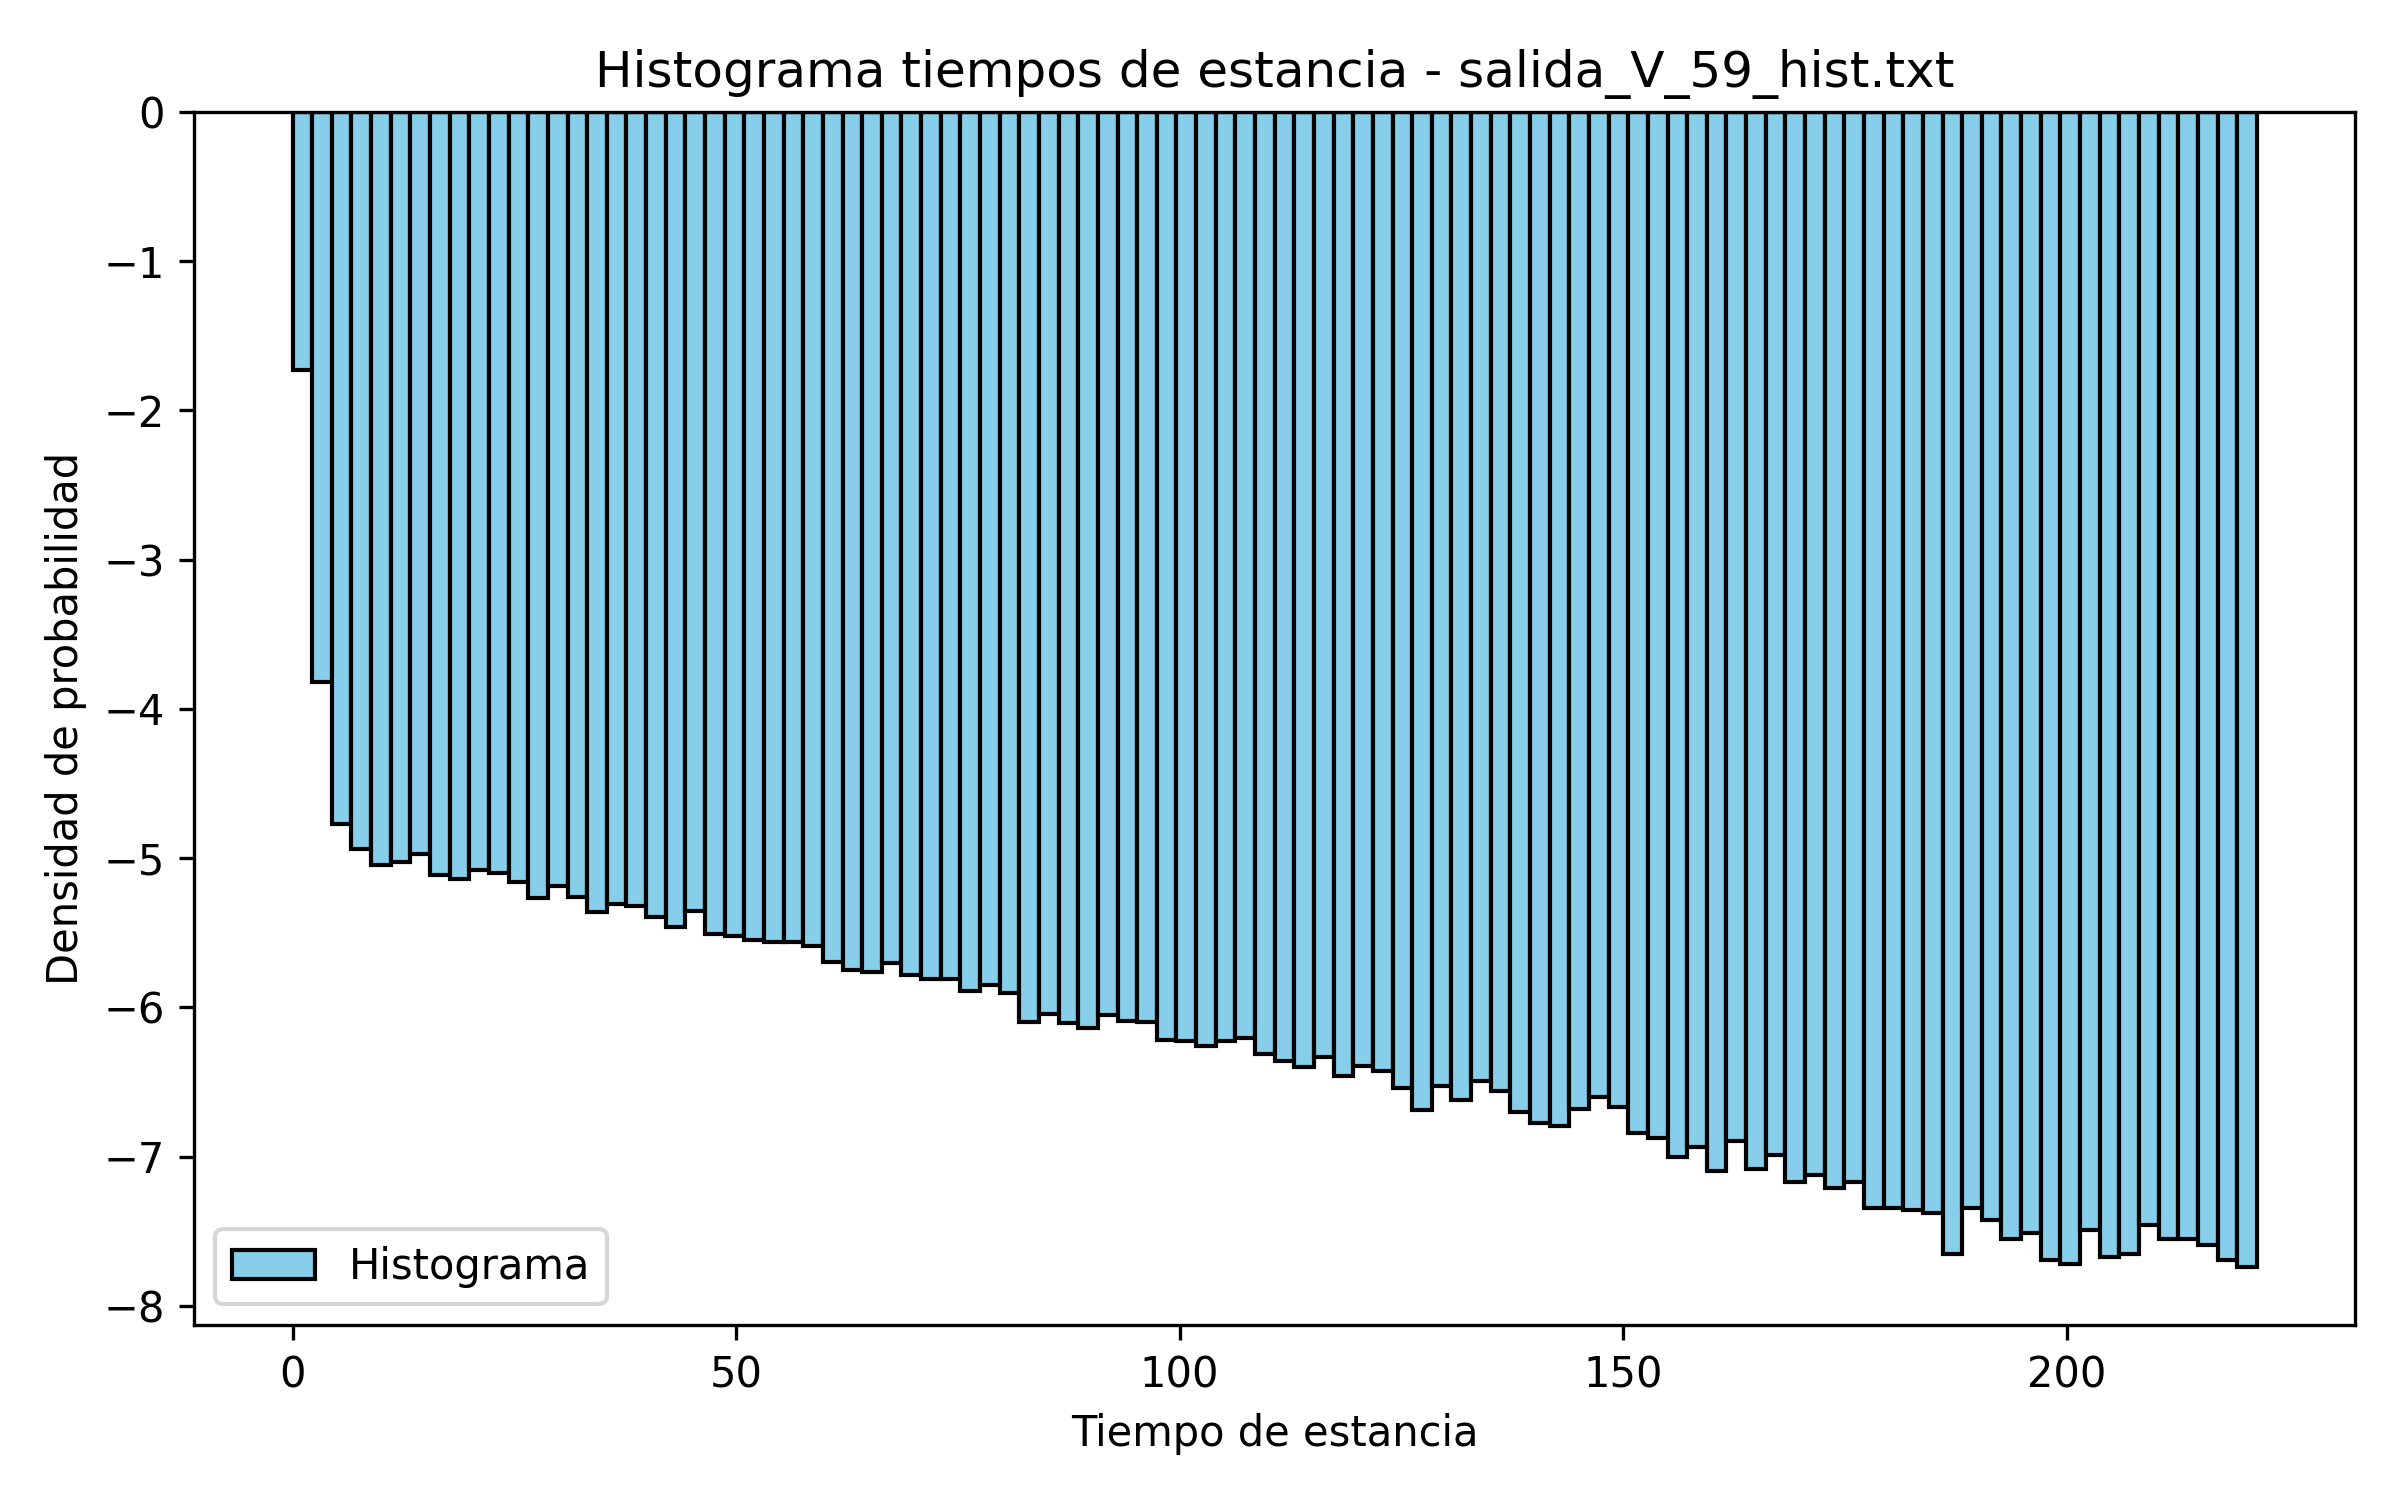 Histograma tiempos de estancia - salida_V_59_hist.txt
0
−1
−2
−3
−4
−5
−6
−7
−8
Densidad de probabilidad
Histograma
0 50 100 150 200
Tiempo de estancia